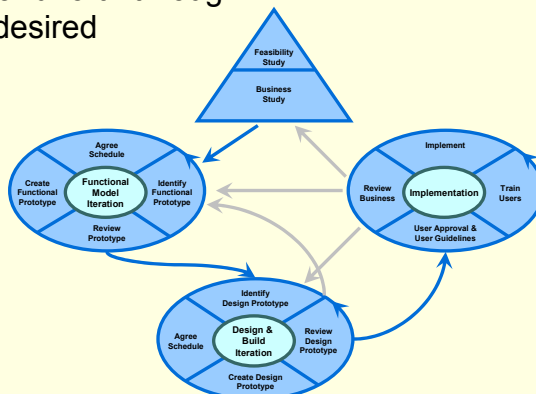 desired
Feasibility
Study
Business
Study
Agree
Schedule
Create
Functional
Prototype
Functional
Model
Iteration
Identify
Functional
Prototype
Review
Prototype
Implement
Review
Business
Implementation
Train
Users
User Approval &
User Guidelines
Identify
Design Prototype
Agree
Schedule
Design &
Build
Iteration
Review
Design
Prototype
Create Design
Prototype